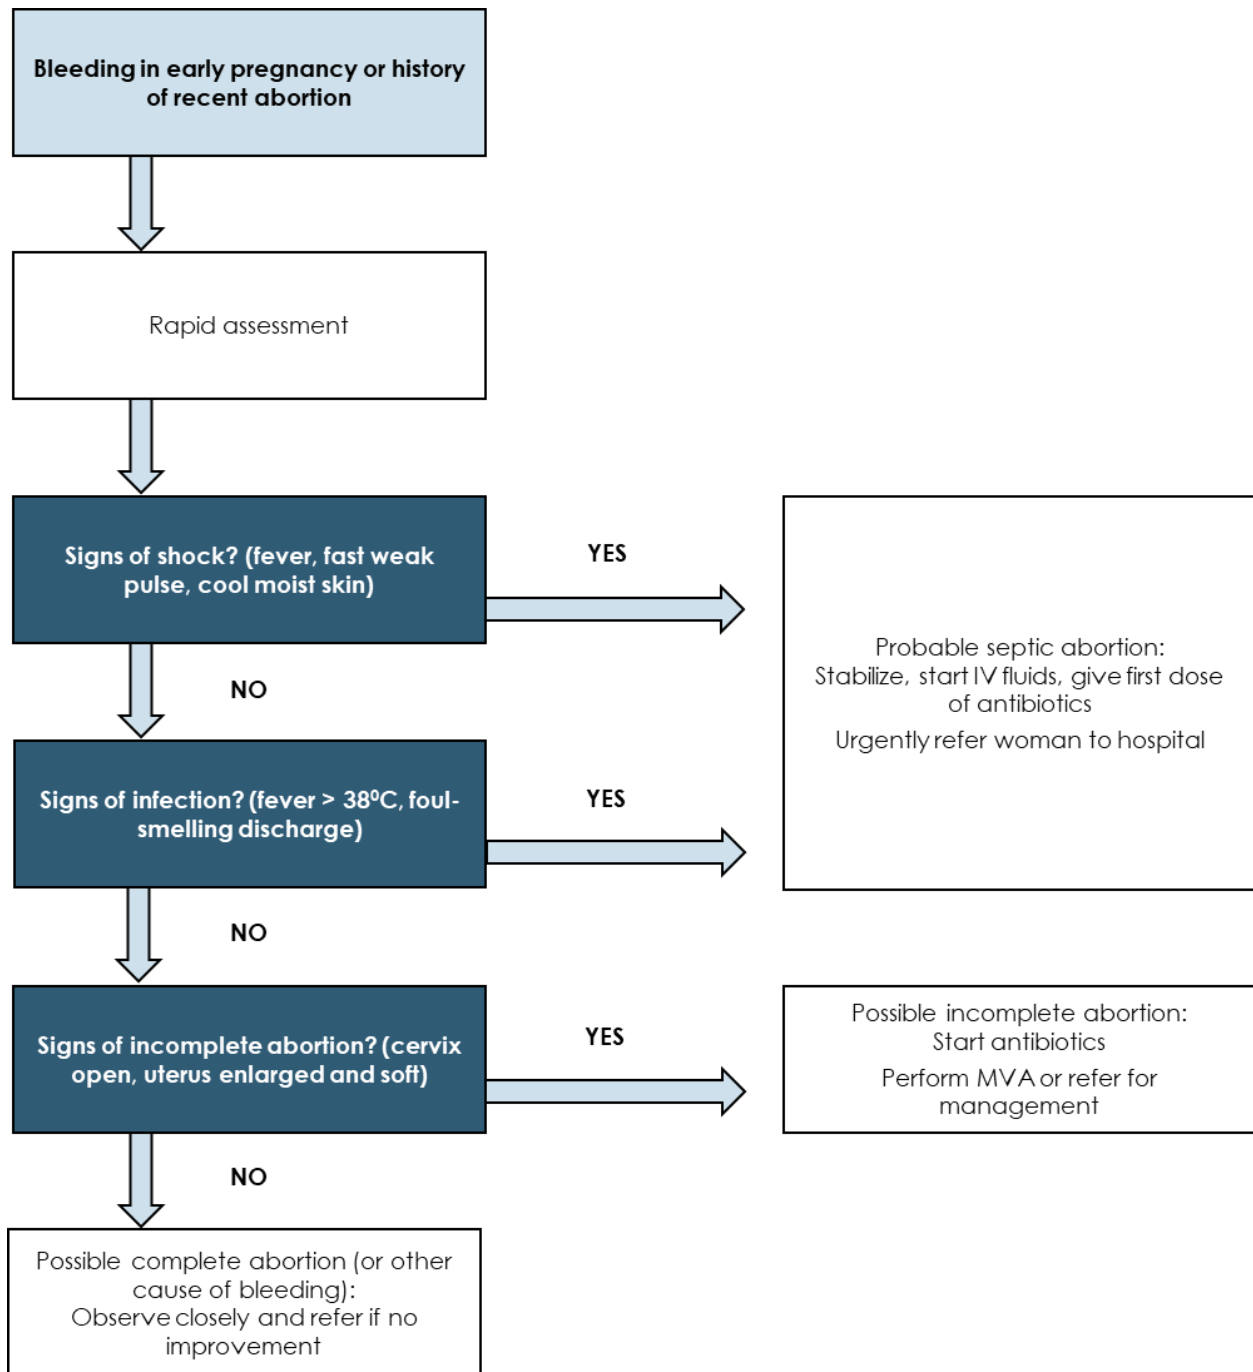 Bleeding in early pregnancy or history
of recent abortion
Rapid assessment
Signs of shock? (fever, fast weak
pulse, cool moist skin)
YES
Probable septic abortion:
Stabilize, start IV fluids, give first dose
of antibiotics
Urgently refer woman to hospital
NO
Signs of infection? (fever > 38⁰C, foul-
smelling discharge)
YES
NO
Signs of incomplete abortion? (cervix
open, uterus enlarged and soft)
YES
Possible incomplete abortion:
Start antibiotics
Perform MVA or refer for
management
NO
Possible complete abortion (or other
cause of bleeding):
Observe closely and refer if no
improvement